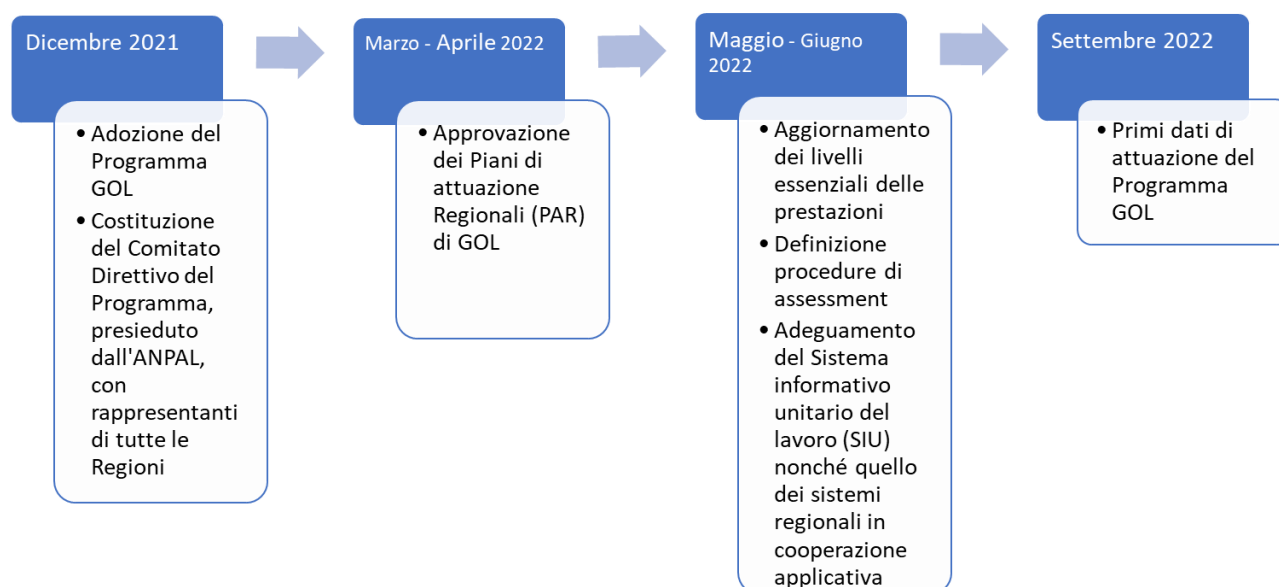 Dicembre 2021
• Adozione del
Programma
GOL
• Costituzione
del Comitato
Direttivo del
Programma,
presieduto
dall'ANPAL,
con
rappresentanti
di tutte le
Regioni
Marzo - Aprile 2022
• Approvazione
dei Piani di
attuazione
Regionali (PAR)
di GOL
Maggio - Giugno
2022
• Aggiornamento
dei livelli
essenziali delle
prestazioni
• Definizione
procedure di
assessment
• Adeguamento
del Sistema
informativo
unitario del
lavoro (SIU)
nonché quello
dei sistemi
regionali in
cooperazione
applicativa
Settembre 2022
• Primi dati di
attuazione del
Programma
GOL